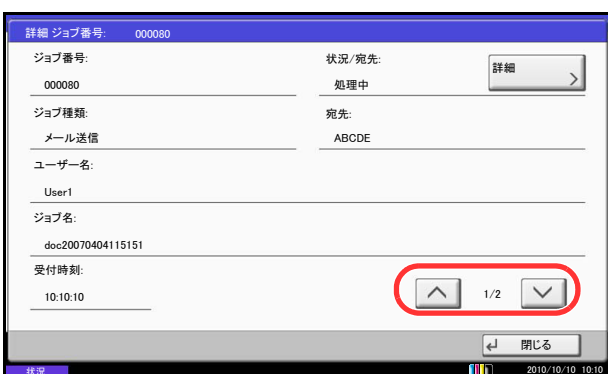 詳細 ジョブ番号: 000080
ジョブ番号:
000080
状況/宛先:
処理中
詳細
ジョブ種類:
メール送信
宛先:
ABCDE
ユーザー名:
User1
ジョブ名:
doc20070404115151
受付時刻:
10:10:10
1/2
閉じる
状況
2010/10/10 10:10